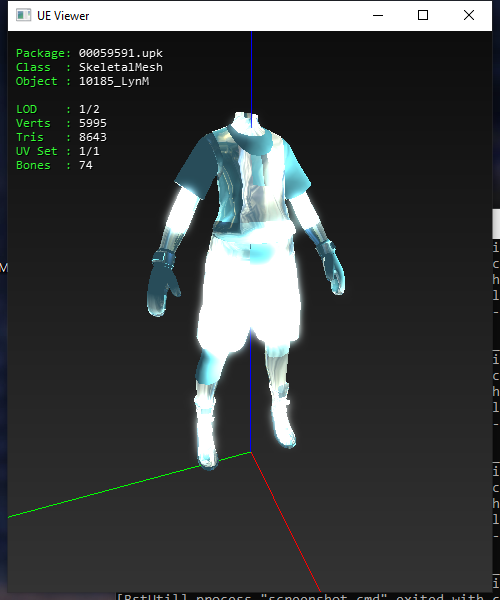 UE Viewer
Package: 00059591.upk
Class : SkeletalMesh
Object : 10185_LynM
LOD : 1/2
Verts : 5995
Tris : 8643
UV Set : 1/1
Bones : 74
M
i
c
h
l
-
i
c
h
l
-
i
c
h
l
-
i
[BstUtil] process "screenshot.cmd" exited with c